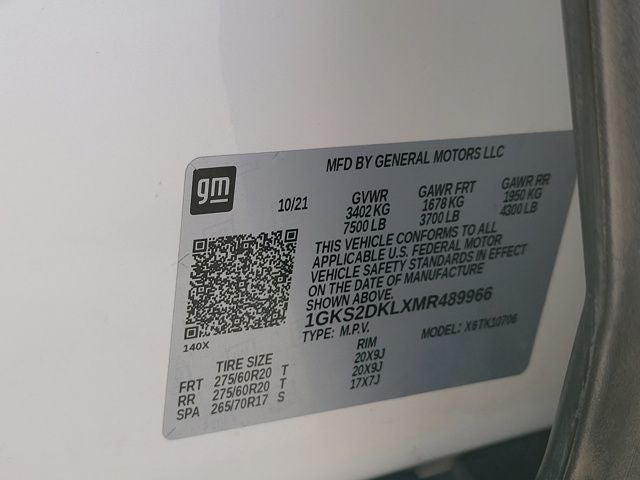 gm
MFD BY GENERAL MOTORS LLC
10/21
GVWR
3402 KG
7500 LB
GAWR FRT
1678 KG
3700 LB
GAWR RR
1950 KG
4300 LB
THIS VEHICLE CONFORMS TO ALL
APPLICABLE U.S. FEDERAL MOTOR
VEHICLE SAFETY STANDARDS IN EFFECT
ON THE DATE OF MANUFACTURE
SHOWN ABOVE.
1GKS2DKLXMR489966
TYPE: M.P.V. MODEL: X6TK10706
140X
TIRE SIZE RIM
FRT 275/60R20 T 20X9J
RR 275/60R20 T 20X9J
SPA 265/70R17 S 17X7J